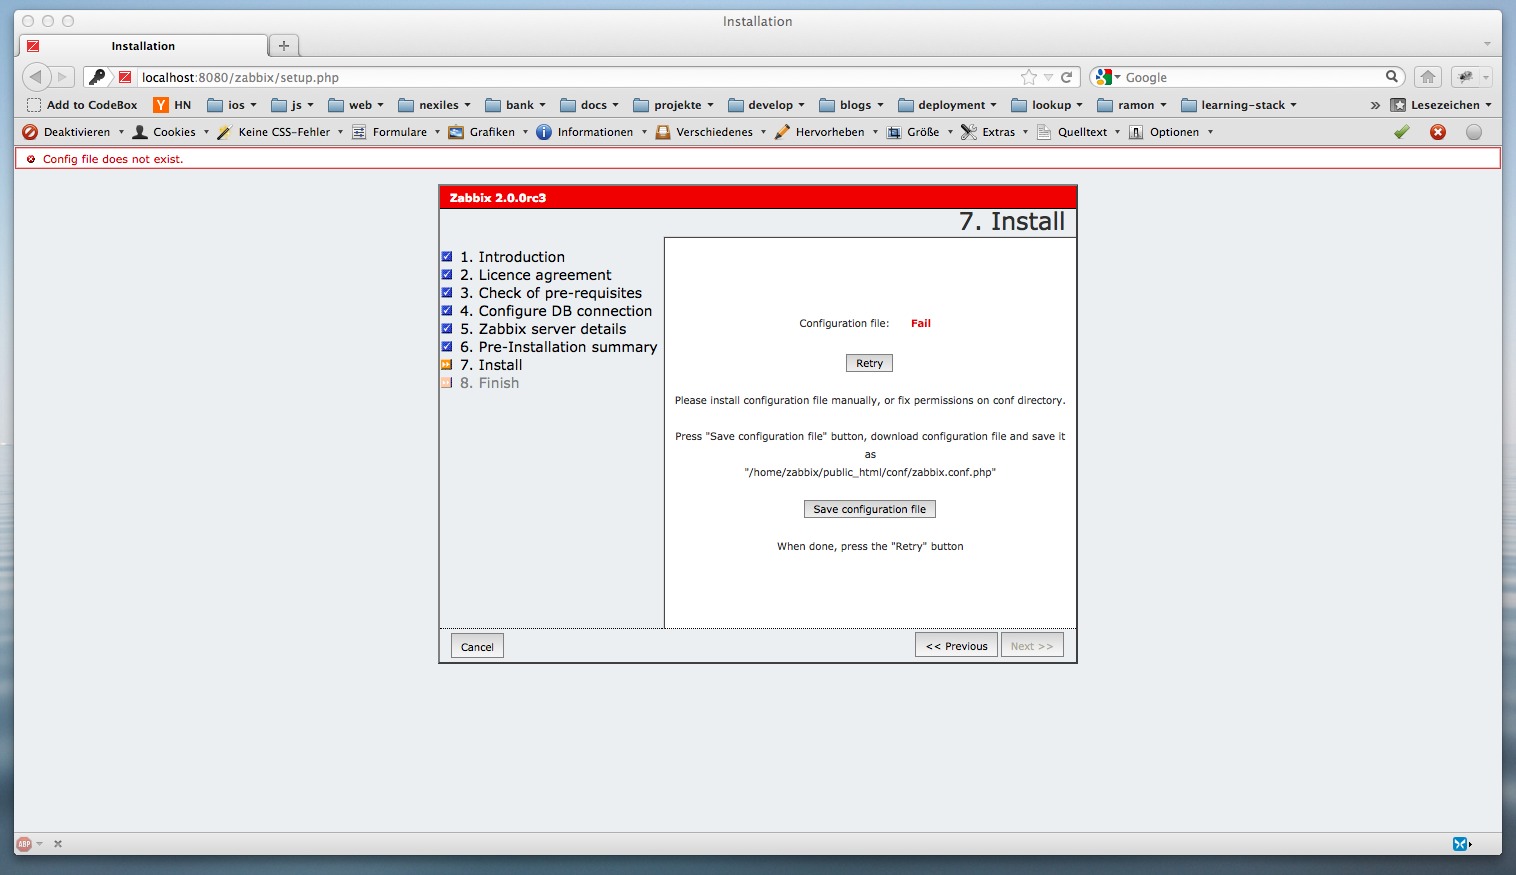 Installation
Installation
localhost:8080/zabbix/setup.php
Google
Add to CodeBox
Y HN
ios
js
web
nexiles
bank
docs
projekte
develop
blogs
deployment
lookup
ramon
learning-stack
»
Lesezeichen
Deaktivieren
Cookies
Keine CSS-Fehler
Formulare
Grafiken
Informationen
Verschiedenes
Hervorheben
Größe
Extras
Quelltext
Optionen
Config file does not exist.
Zabbix 2.0.0rc3
7. Install
1. Introduction
2. Licence agreement
3. Check of pre-requisites
4. Configure DB connection
5. Zabbix server details
6. Pre-Installation summary
7. Install
8. Finish
Configuration file: Fail
Retry
Please install configuration file manually, or fix permissions on conf directory.
Press "Save configuration file" button, download configuration file and save it
as
"/home/zabbix/public_html/conf/zabbix.conf.php"
Save configuration file
When done, press the "Retry" button
Cancel
<< Previous
Next >>
ABP